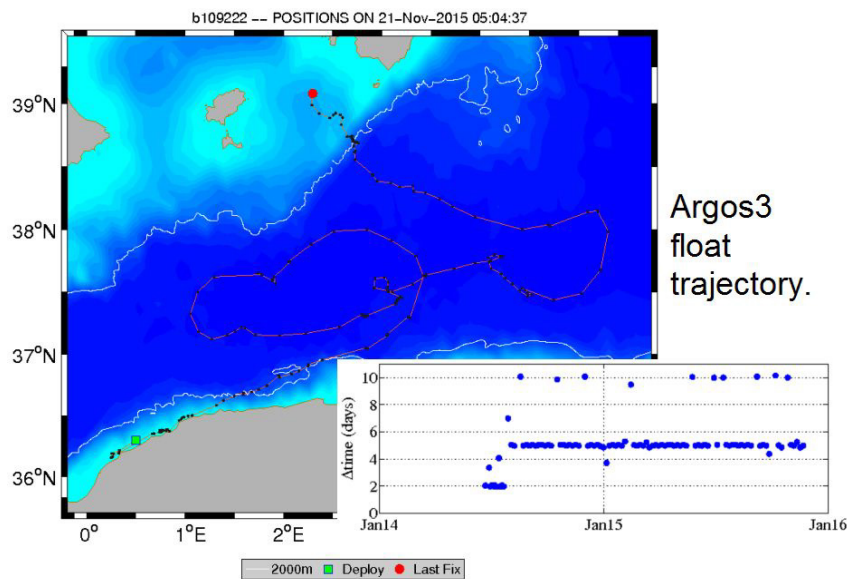 b109222 -- POSITIONS ON 21-Nov-2015 05:04:37
39°N
38°N
37°N
36°N
0°
1°E
2°E
Argos3
float
trajectory.
10
8
6
4
2
0
Δtime (days)
Jan14
Jan15
Jan16
2000m
Deploy
Last Fix